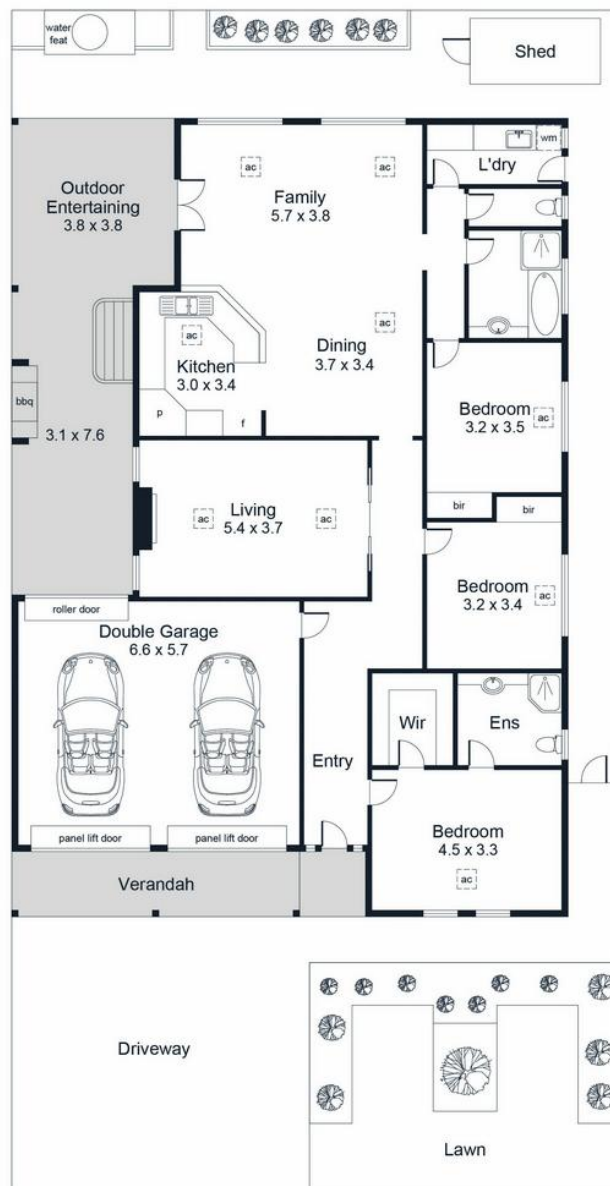 water
feat
Shed
wm
L'dry
ac
ac
Outdoor
Entertaining
3.8 x 3.8
Family
5.7 x 3.8
ac
ac
Kitchen
3.0 x 3.4
Dining
3.7 x 3.4
p
f
bbq
3.1 x 7.6
Bedroom
3.2 x 3.5
ac
bir
bir
Living
5.4 x 3.7
ac
ac
Bedroom
3.2 x 3.4
ac
roller door
Double Garage
6.6 x 5.7
Wir
Ens
Entry
panel lift door
panel lift door
Bedroom
4.5 x 3.3
ac
Verandah
Driveway
Lawn